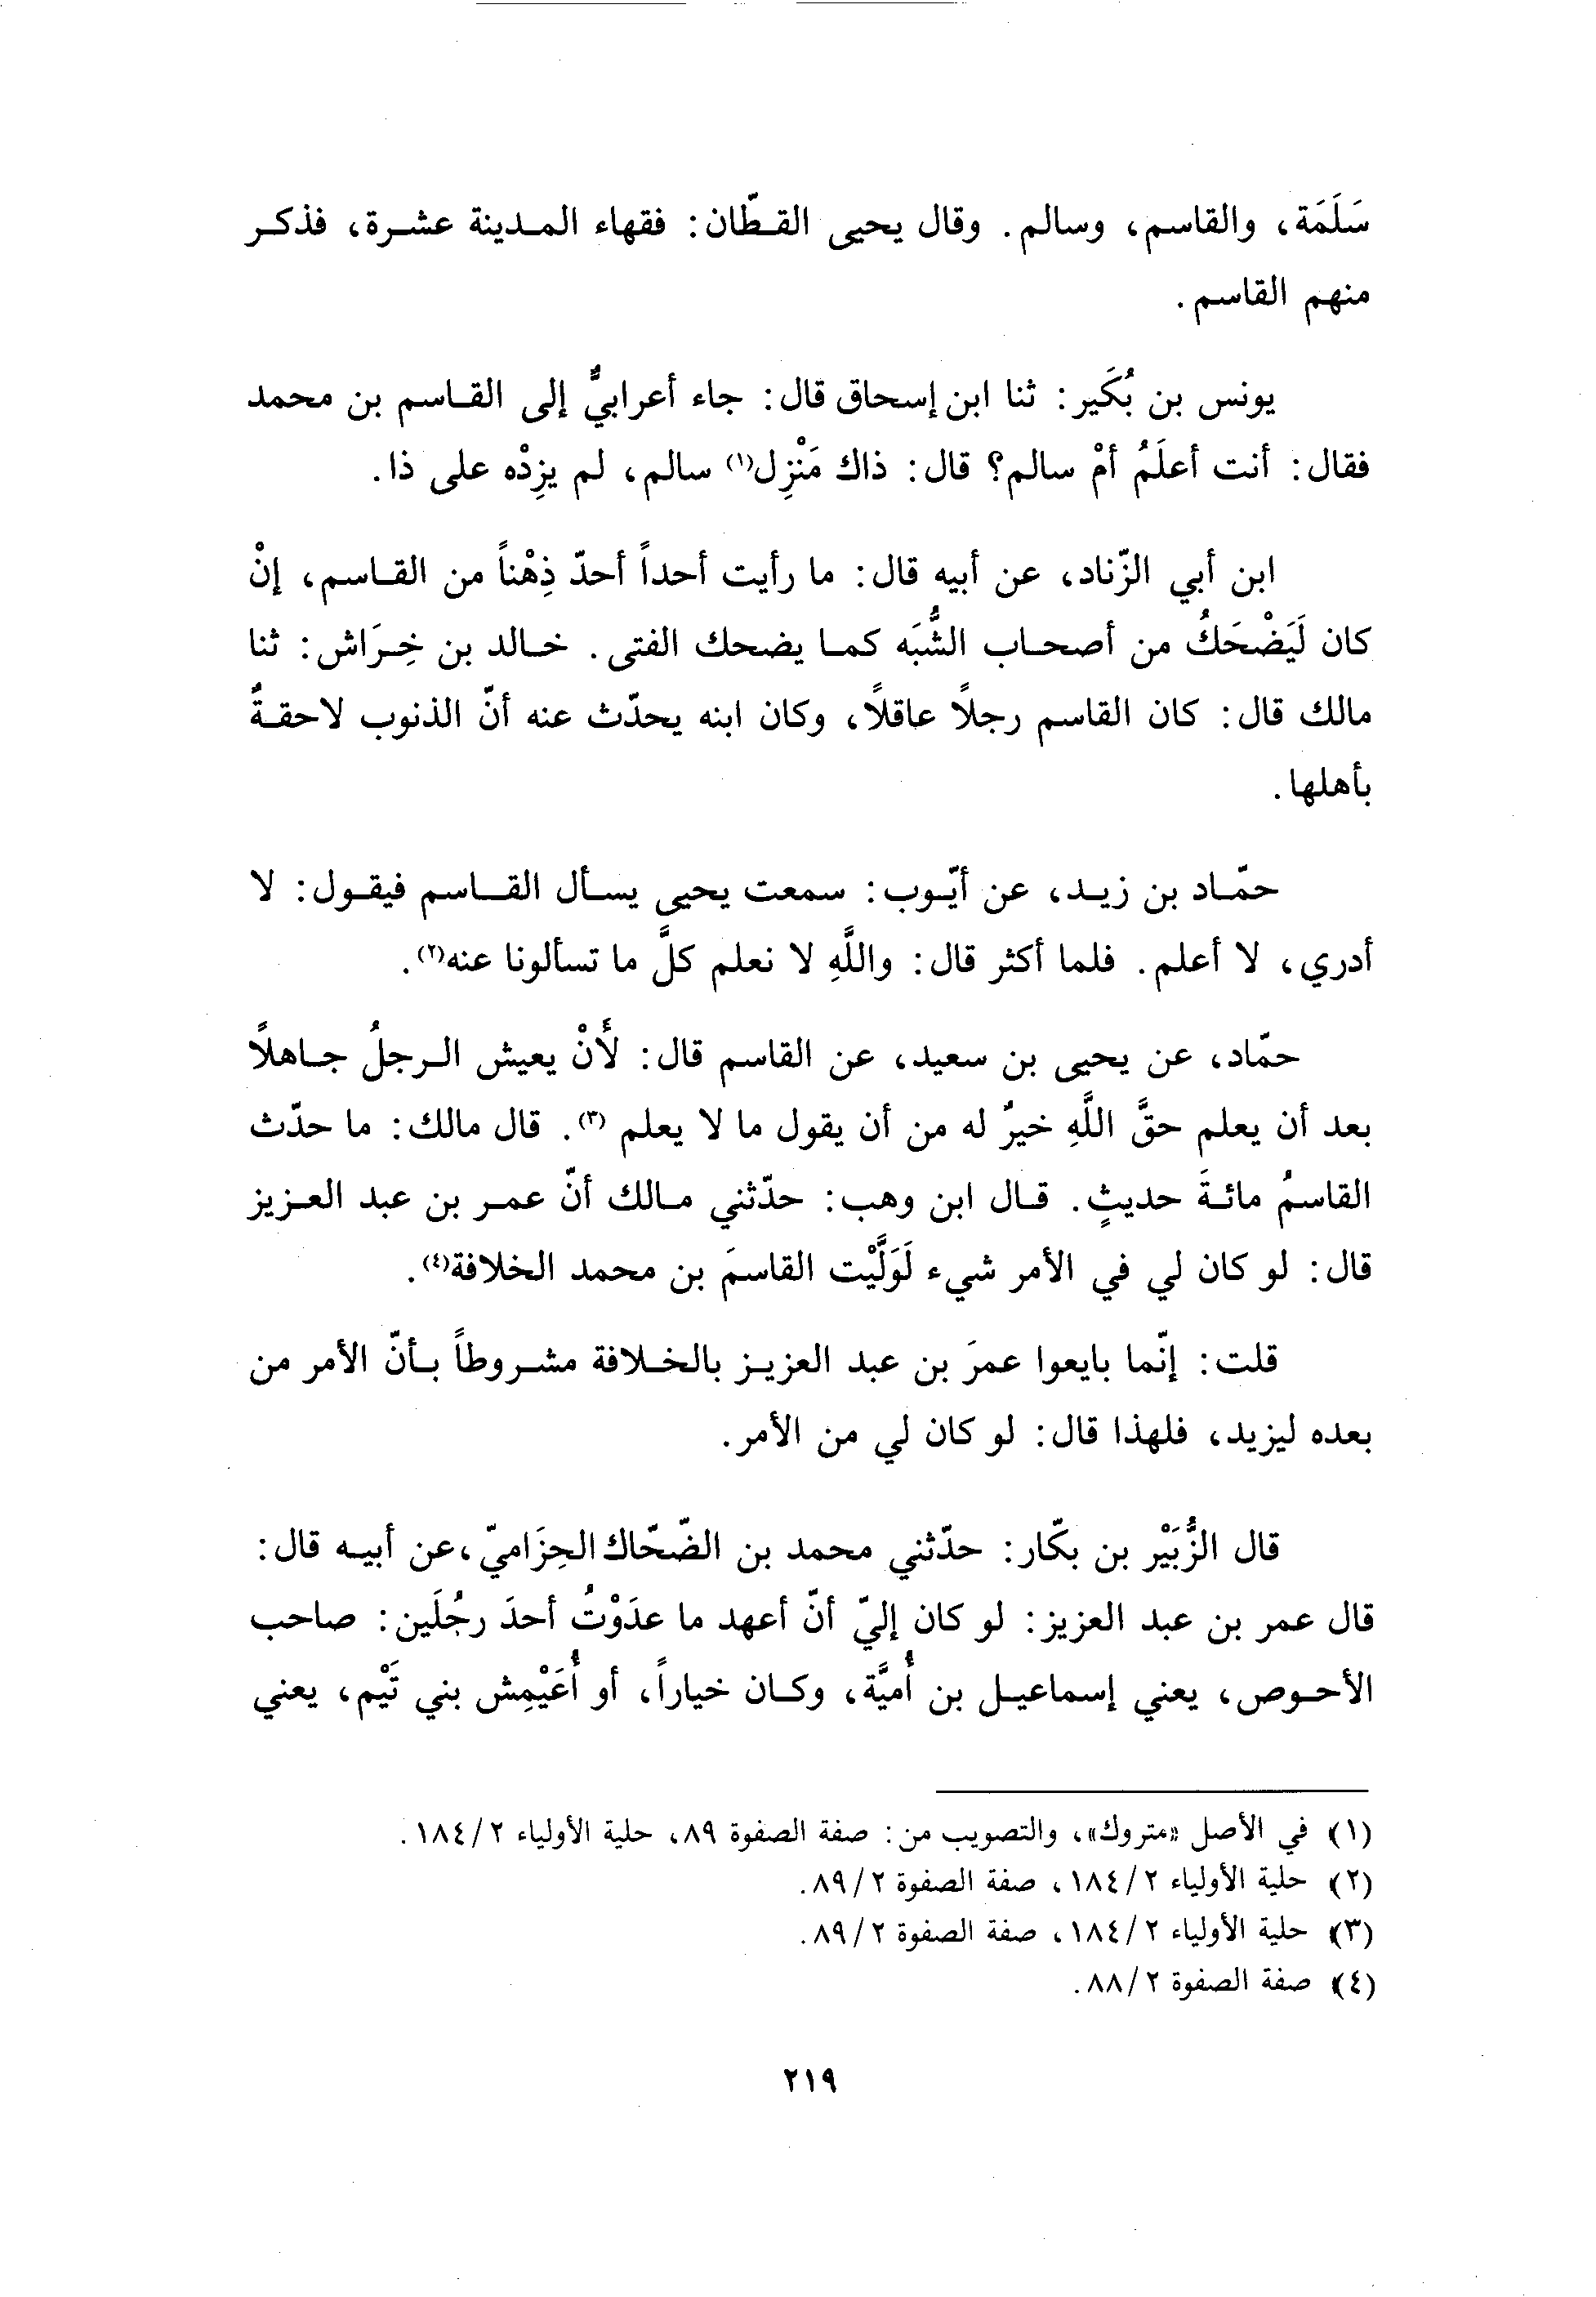 سَلَمَة، والقاسم، وسالم. وقال يحيى القطّان: فقهاء المدينة عشرة، فذكر
منهم القاسم.
يونس بن بُكَير: ثنا ابن إسحاق قال: جاء أعرابيٌّ إلى القاسم بن محمد
فقال: أنت أعلَمُ أمْ سالم؟ قال: ذاك مَنْزِل(١) سالم، لم يزِدْه على ذا.
ابن أبي الزّناد، عن أبيه قال: ما رأيت أحداً أحدّ ذِهْناً من القاسم، إنْ
كان لَيَضْحَكُ من أصحاب الشُّبَه كما يضحك الفتى. خالد بن خِرَاش: ثنا
مالك قال: كان القاسم رجلاً عاقلاً، وكان ابنه يحدّث عنه أنّ الذنوب لاحقةٌ
بأهلها.
حمّاد بن زيد، عن أيّوب: سمعت يحيى يسأل القاسم فيقول: لا
أدري، لا أعلم. فلما أكثر قال: واللَّهِ لا نعلم كلَّ ما تسألونا عنه(٢).
حمّاد، عن يحيى بن سعيد، عن القاسم قال: لَأَنْ يعيش الرجلُ جاهلاً
بعد أن يعلم حقَّ اللَّهِ خيرٌ له من أن يقول ما لا يعلم (٣). قال مالك: ما حدّث
القاسمُ مائةَ حديثٍ. قال ابن وهب: حدّثني مالك أنّ عمر بن عبد العزيز
قال: لو كان لي في الأمر شيء لَوَلَّيْت القاسمَ بن محمد الخلافة(٤).
قلت: إنّما بايعوا عمرَ بن عبد العزيز بالخلافة مشروطاً بأنّ الأمر من
بعده ليزيد، فلهذا قال: لو كان لي من الأمر.
قال الزُّبَيْر بن بكّار: حدّثني محمد بن الضّحّاك الحِزَاميّ، عن أبيه قال:
قال عمر بن عبد العزيز: لو كان إليّ أنّ أعهد ما عدَوْتُ أحدَ رجُلَين: صاحب
الأحوص، يعني إسماعيل بن أُميَّة، وكان خياراً، أو أُعَيْمِش بني تَيْم، يعني
(١) في الأصل «متروك»، والتصويب من: صفة الصفوة ٨٩، حلية الأولياء ٢/١٨٤.
(٢) حلية الأولياء ٢/١٨٤، صفة الصفوة ٢/٨٩.
(٣) حلية الأولياء ٢/١٨٤، صفة الصفوة ٢/٨٩.
(٤) صفة الصفوة ٢/٨٨.
٢١٩